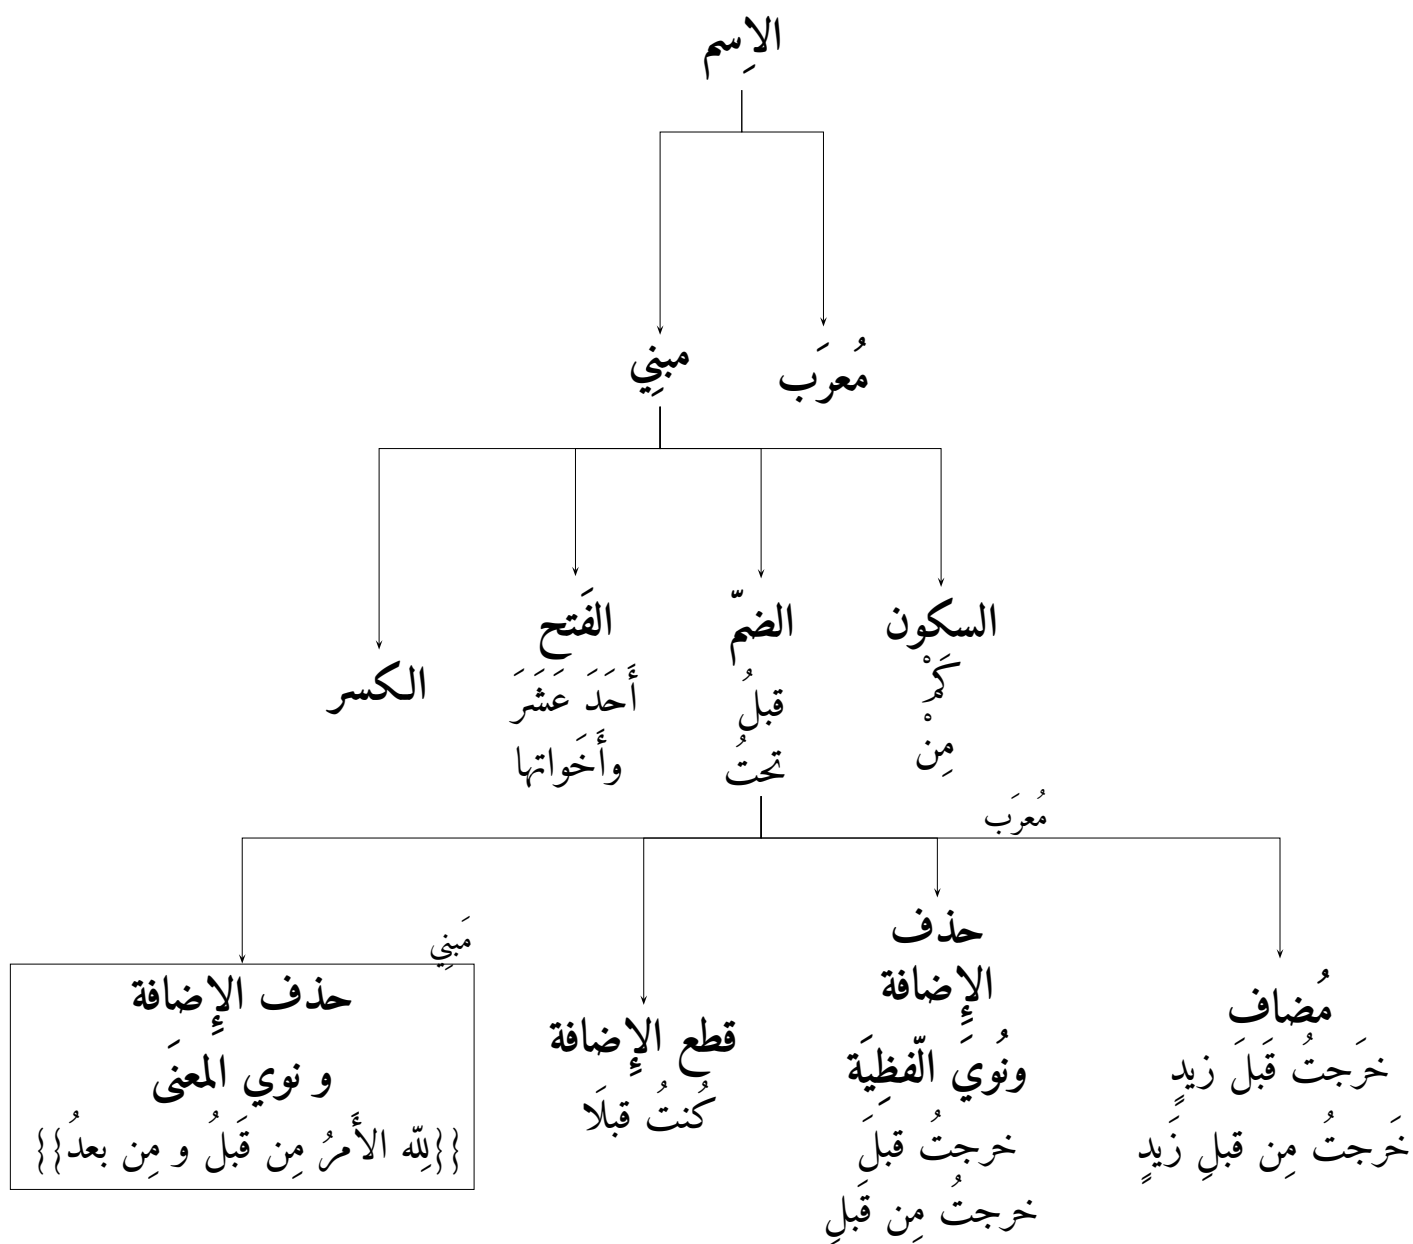 الاِسم
مُعرَب
مبنِي
السكون
كَمْ
مِنْ
الضمّ
قبلُ
تحتُ
الفَتح
أَحَدَ عَشَرَ
وأَخَواتها
الكسر
مُعرَب
مُضاف
خرَجتُ قَبلَ زيدٍ
خَرجتُ مِن قبلِ زَيدٍ
حذف
الإِضافة
ونُويَ الّفظِيَة
خرجتُ قبلَ
خرجتُ مِن قَبلِ
قطع الإِضافة
كُنتُ قبلَا
مَبنِي
حذف الإِضافة
و نوي المعنَى
{{لِلّه الأَمرُ مِن قَبلُ و مِن بعدُ}}